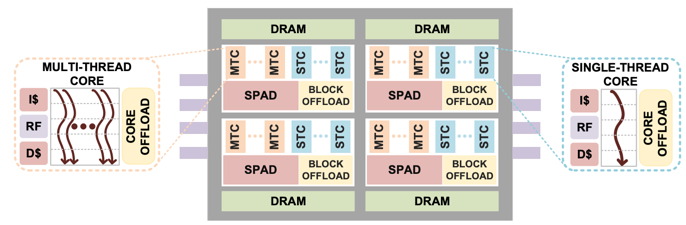 MULTI-THREAD
CORE
I$
RF
D$
CORE
OFFLOAD
DRAM
DRAM
MTC
MTC
STC
STC
MTC
MTC
STC
STC
SPAD
BLOCK
OFFLOAD
SPAD
BLOCK
OFFLOAD
MTC
MTC
STC
STC
MTC
MTC
STC
STC
SPAD
BLOCK
OFFLOAD
SPAD
BLOCK
OFFLOAD
DRAM
DRAM
SINGLE-THREAD
CORE
I$
RF
D$
CORE
OFFLOAD